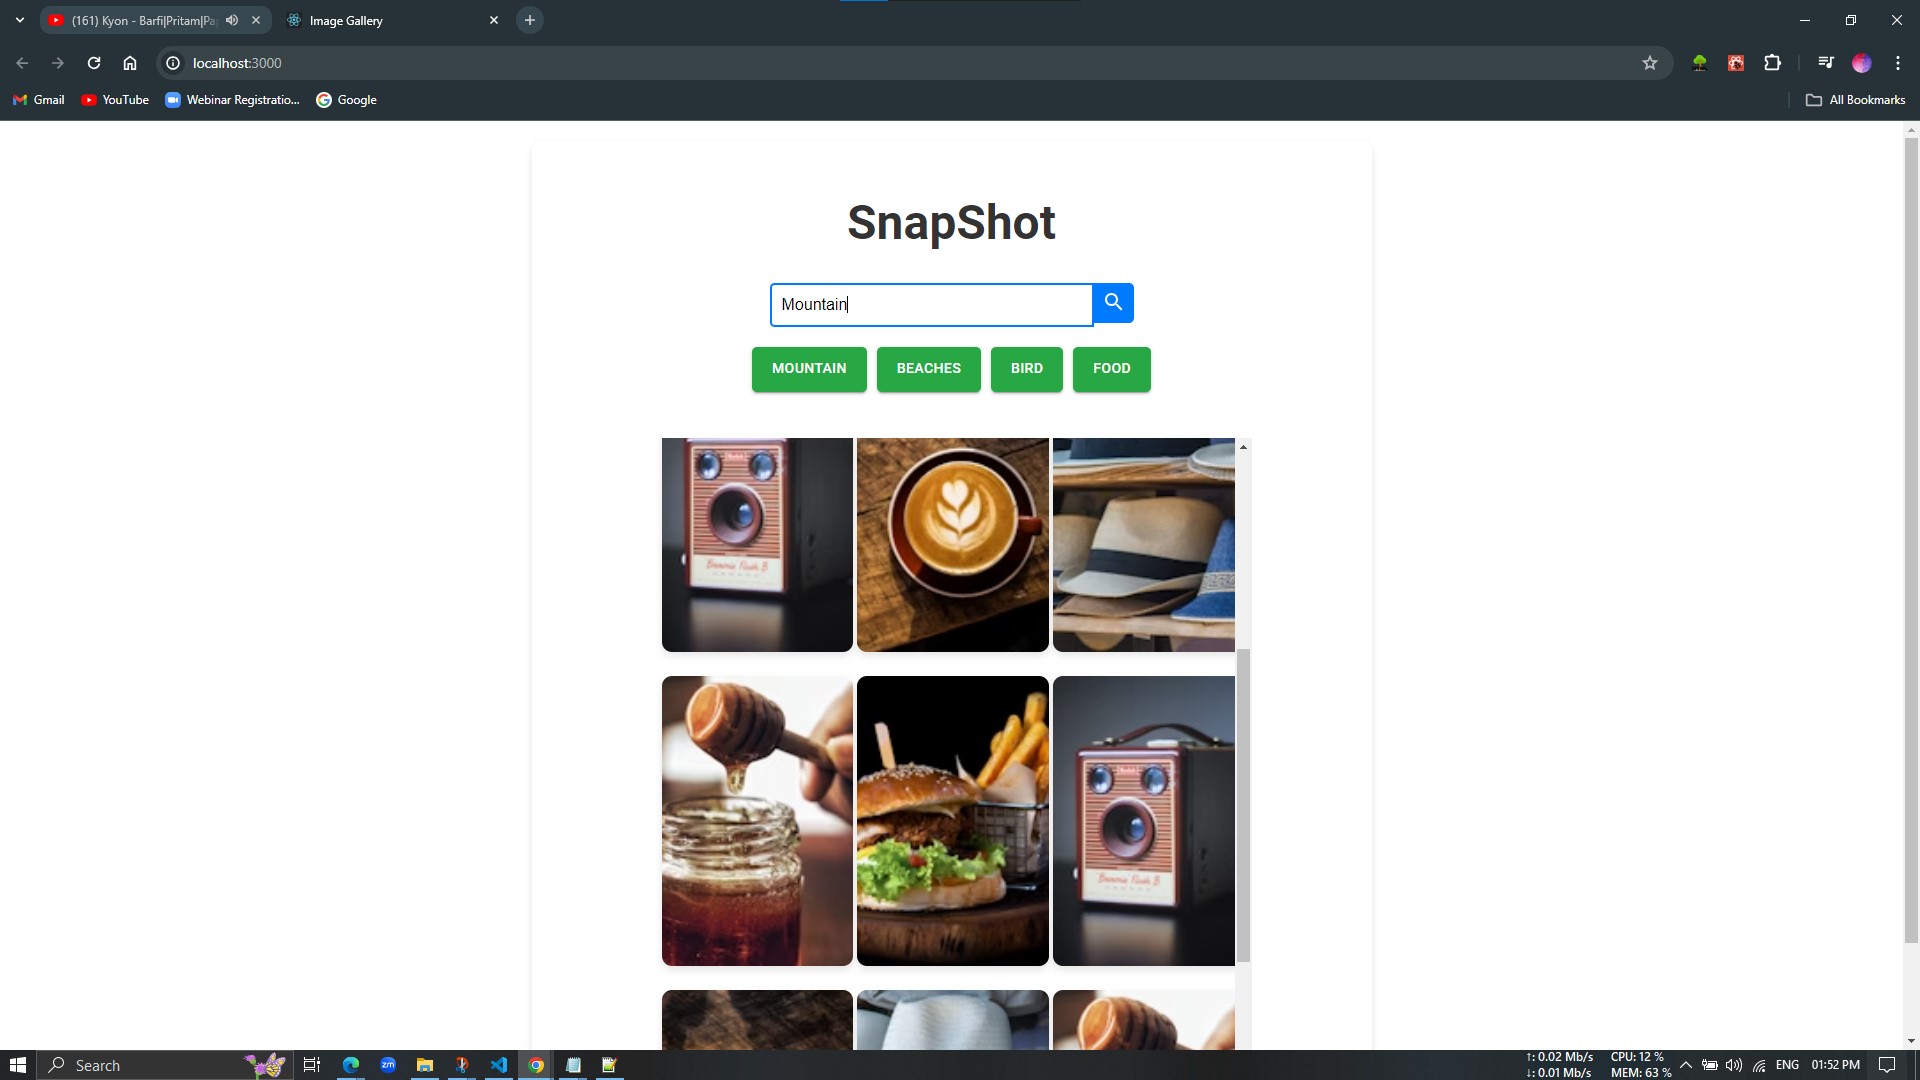 (161) Kyon - Barfi|Pritam|Pa
Image Gallery
localhost:3000
Gmail
YouTube
Webinar Registratio...
Google
All Bookmarks
SnapShot
Mountain
MOUNTAIN
BEACHES
BIRD
FOOD
Search
zm
↑: 0.02 Mb/s
↓: 0.01 Mb/s
CPU: 12 %
MEM: 63 %
ENG
01:52 PM